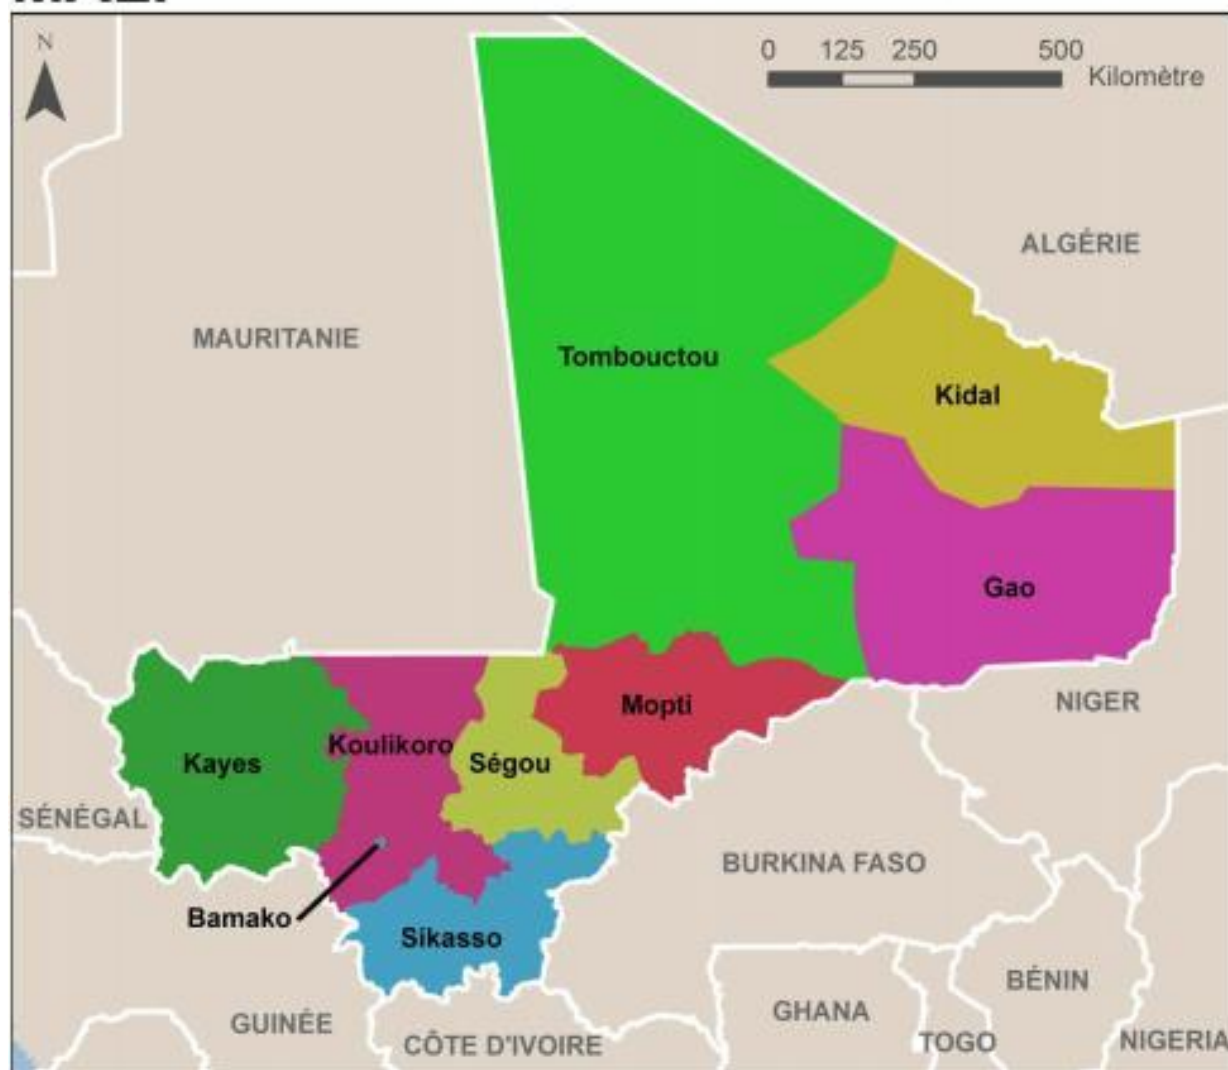 N
0 125 250 500
Kilomètre
ALGÉRIE
MAURITANIE
Tombouctou
Kidal
Gao
Mopti
NIGER
Koulikoro
Kayes
Ségou
SÉNÉGAL
BURKINA FASO
Bamako
Sikasso
BÉNIN
GHANA
GUINÉE
CÔTE D'IVOIRE
TOGO
NIGERIA